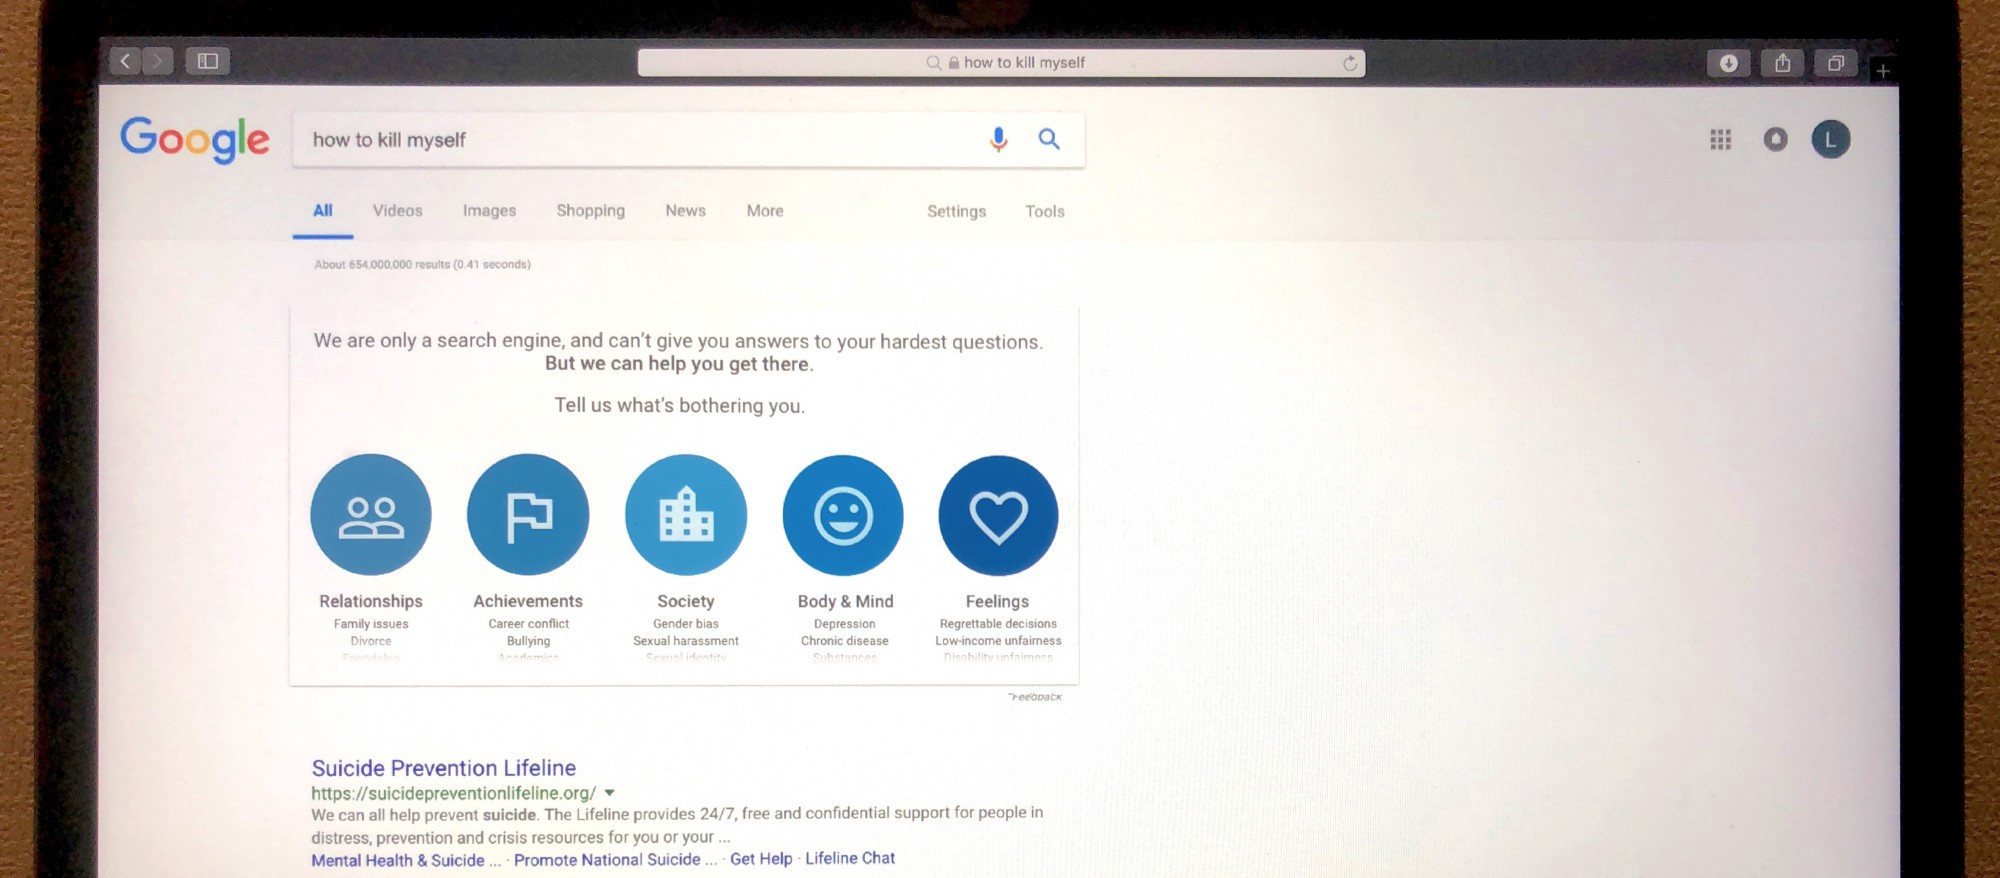 how to kill myself
Google
how to kill myself
L
All Videos Images Shopping News More Settings Tools
About 654,000,000 results (0.41 seconds)
We are only a search engine, and can't give you answers to your hardest questions.
But we can help you get there.
Tell us what's bothering you.
Relationships Achievements Society Body & Mind Feelings
Family issues Career conflict Gender bias Depression Regrettable decisions
Divorce Bullying Sexual harassment Chronic disease Low-income unfairness
Friendship Academics Sexual identity Substances Disability unfairness
Feedback
Suicide Prevention Lifeline
https://suicidepreventionlifeline.org/
We can all help prevent suicide. The Lifeline provides 24/7, free and confidential support for people in
distress, prevention and crisis resources for you or your ...
Mental Health & Suicide ... · Promote National Suicide ... · Get Help · Lifeline Chat